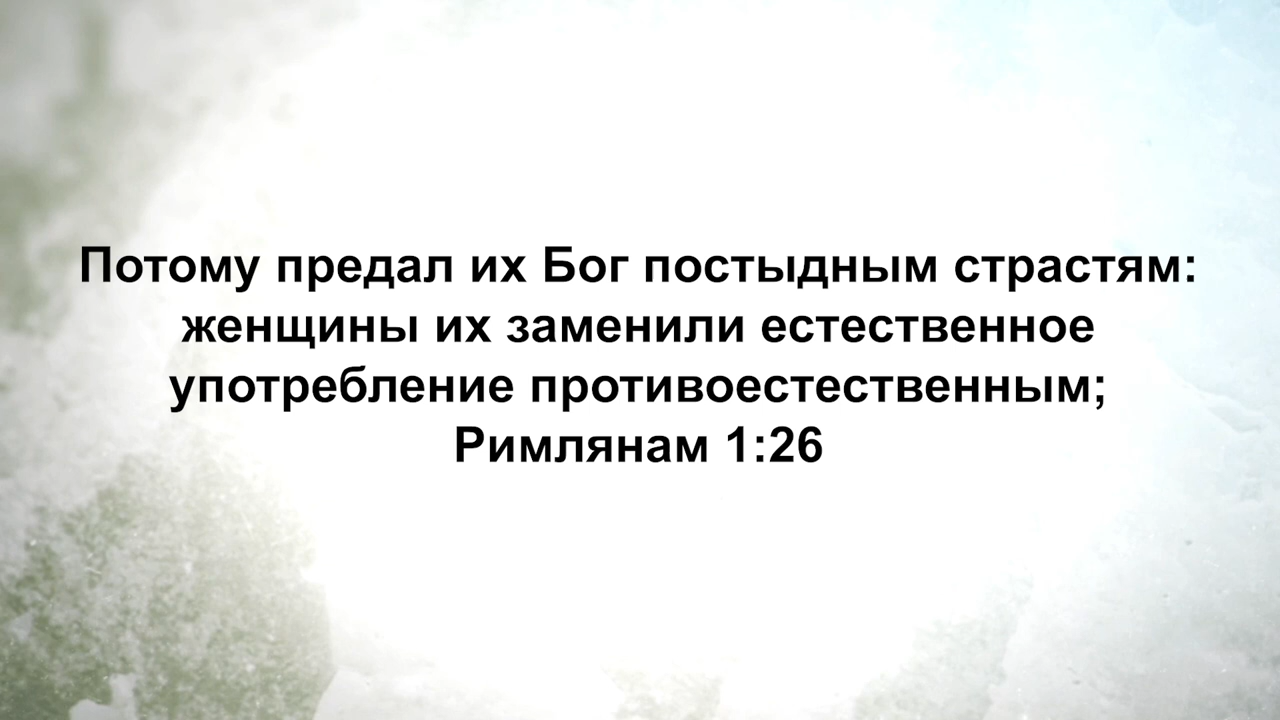 Потому предал их Бог постыдным страстям:
женщины их заменили естественное
употребление противоестественным;
Римлянам 1:26